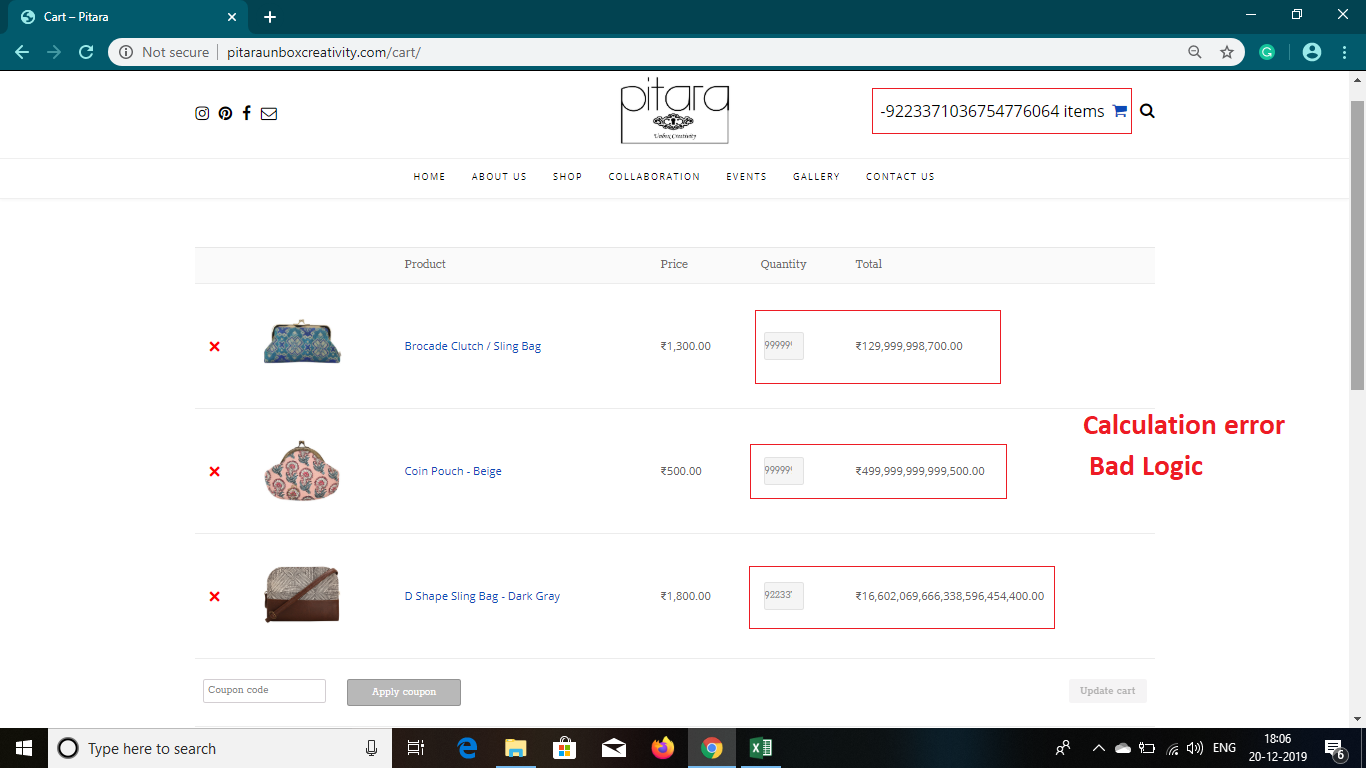 Cart – Pitara
Not secure
pitaraunboxcreativity.com/cart/
pitara
Unbox Creativity
-9223371036754776064 items
HOME ABOUT US SHOP COLLABORATION EVENTS GALLERY CONTACT US
Product Price Quantity Total
Brocade Clutch / Sling Bag ₹1,300.00 99999 ₹129,999,998,700.00
Calculation error
Bad Logic
Coin Pouch - Beige ₹500.00 99999 ₹499,999,999,999,500.00
D Shape Sling Bag - Dark Gray ₹1,800.00 92233 ₹16,602,069,666,338,596,454,400.00
Coupon code Apply coupon Update cart
Type here to search
ENG
18:06
20-12-2019
6